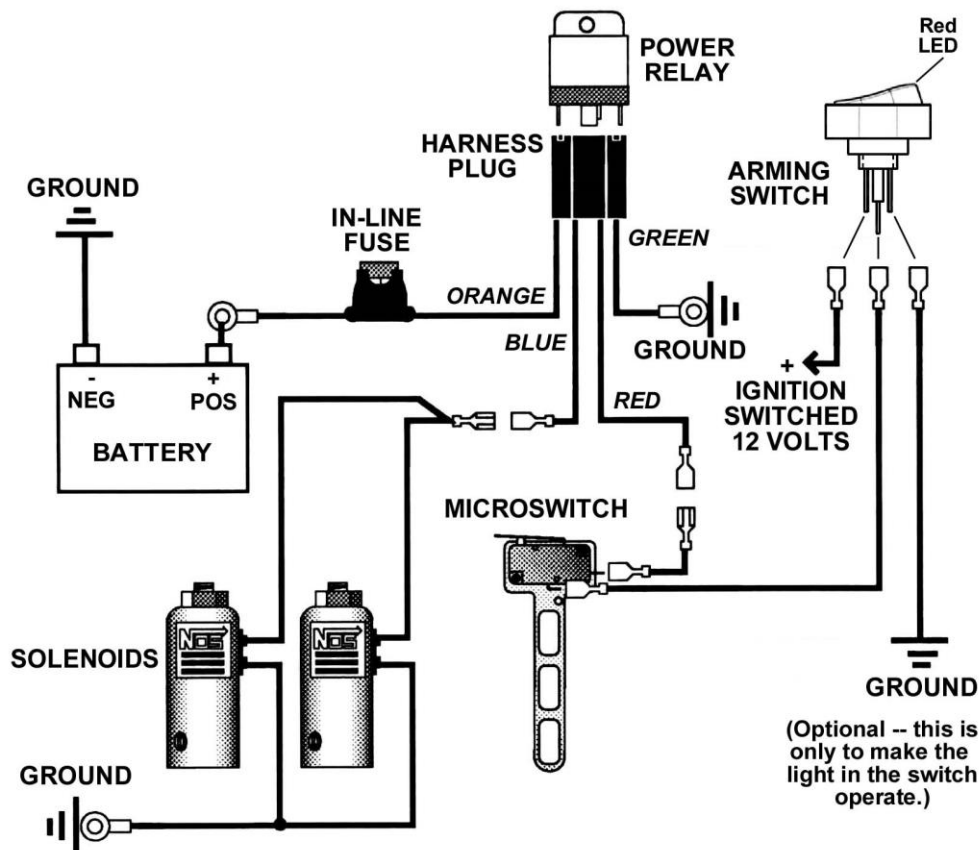 Red
LED
POWER
RELAY
HARNESS
PLUG
ARMING
SWITCH
GROUND
IN-LINE
FUSE
GREEN
ORANGE
BLUE
GROUND
-
NEG
+
POS
BATTERY
RED
+
IGNITION
SWITCHED
12 VOLTS
MICROSWITCH
SOLENOIDS
NOS
NOS
GROUND
GROUND
(Optional -- this is
only to make the
light in the switch
operate.)